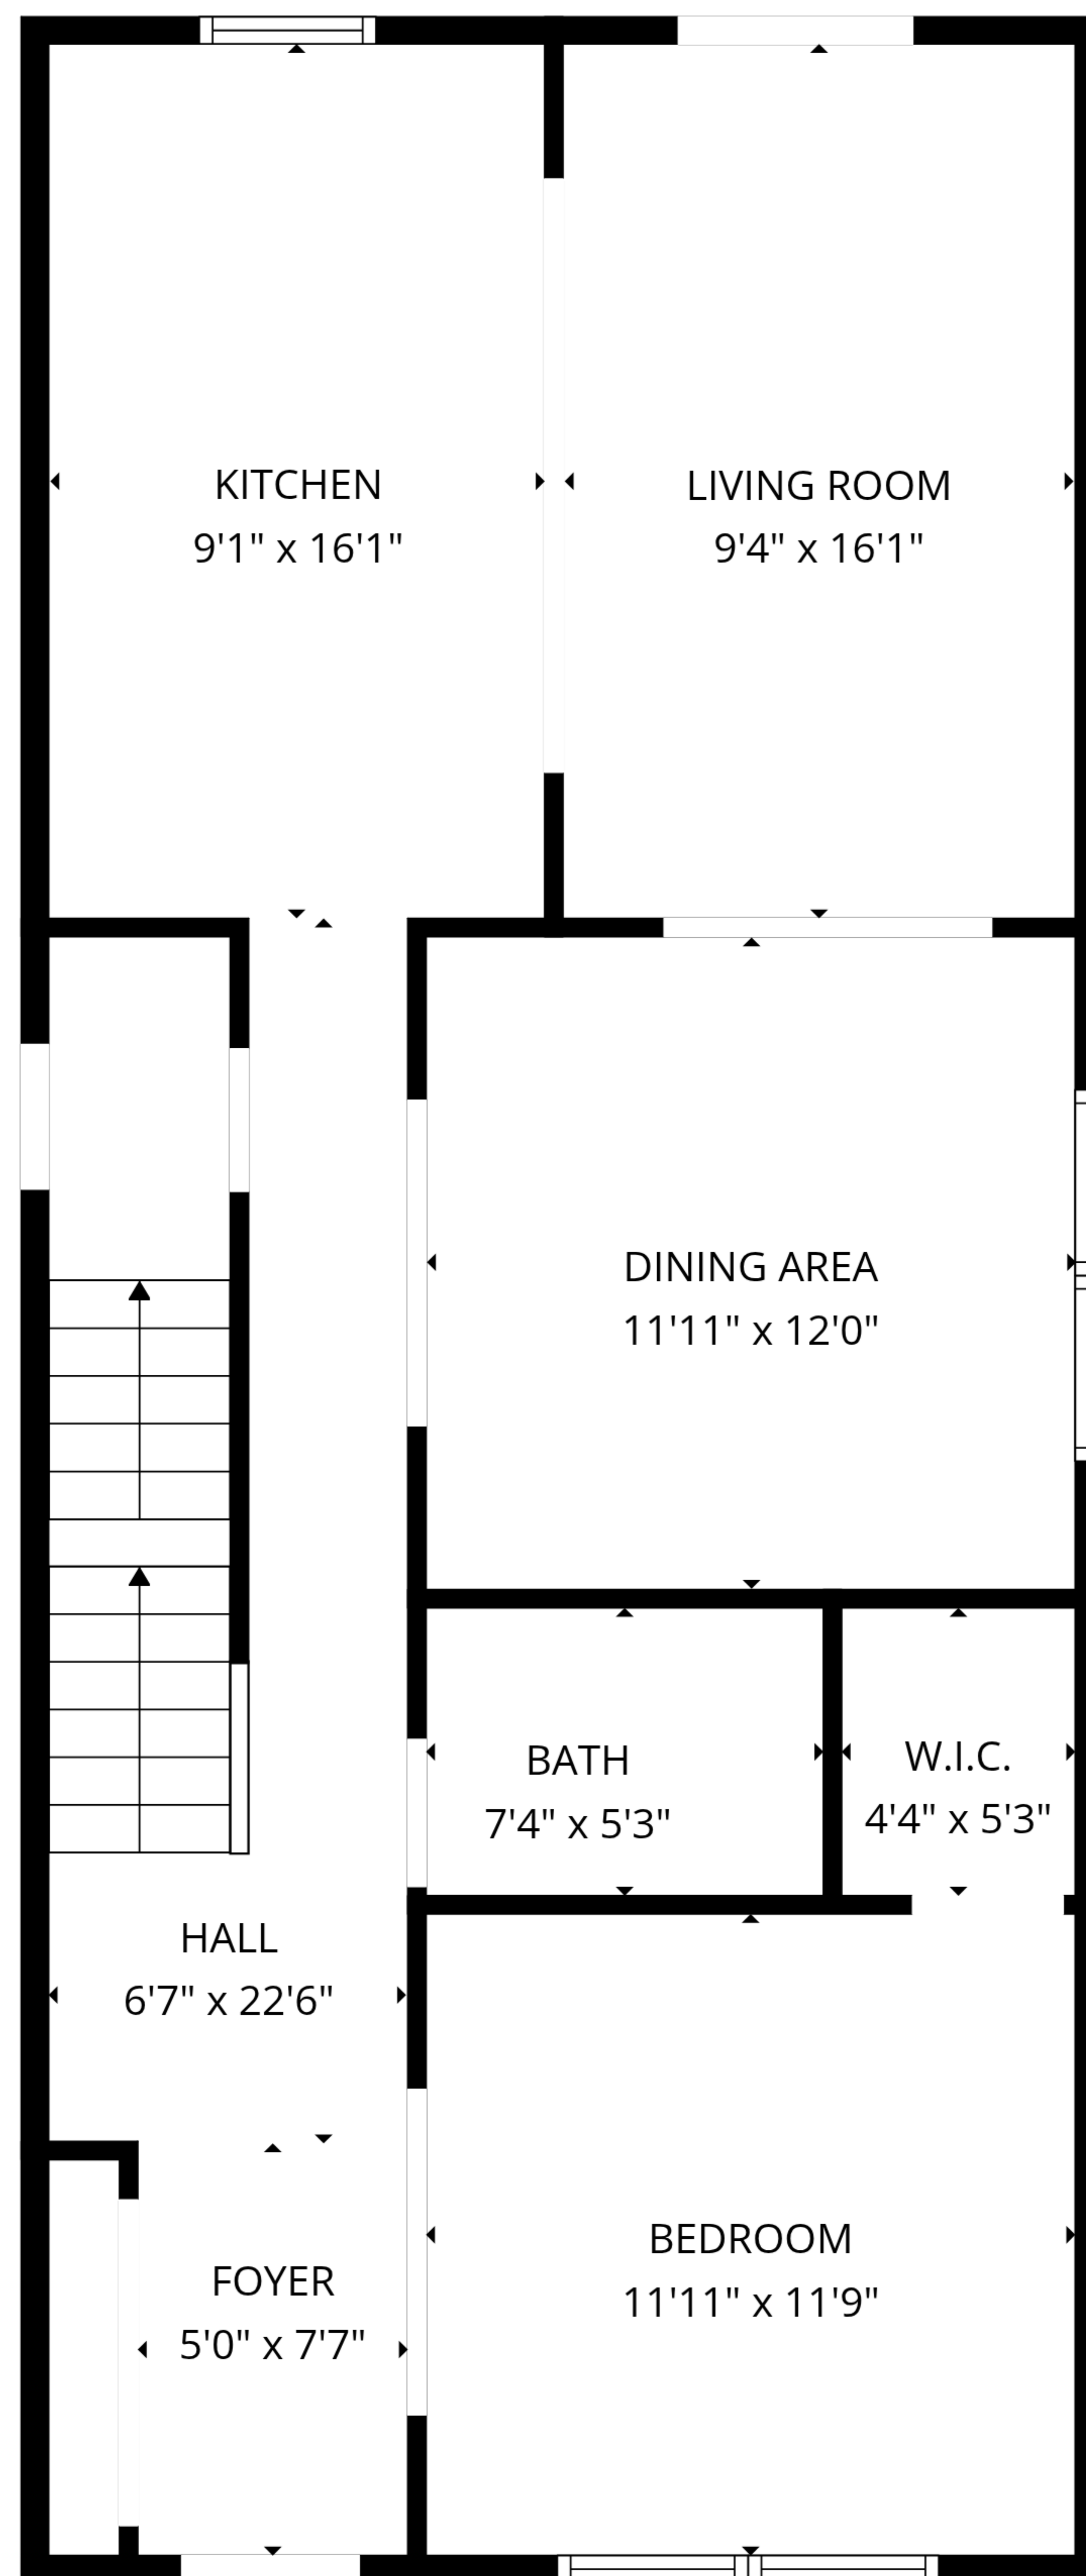 KITCHEN
9'1" x 16'1"
LIVING ROOM
9'4" x 16'1"
DINING AREA
11'11" x 12'0"
BATH
7'4" x 5'3"
W.I.C.
4'4" x 5'3"
HALL
6'7" x 22'6"
BEDROOM
11'11" x 11'9"
FOYER
5'0" x 7'7"